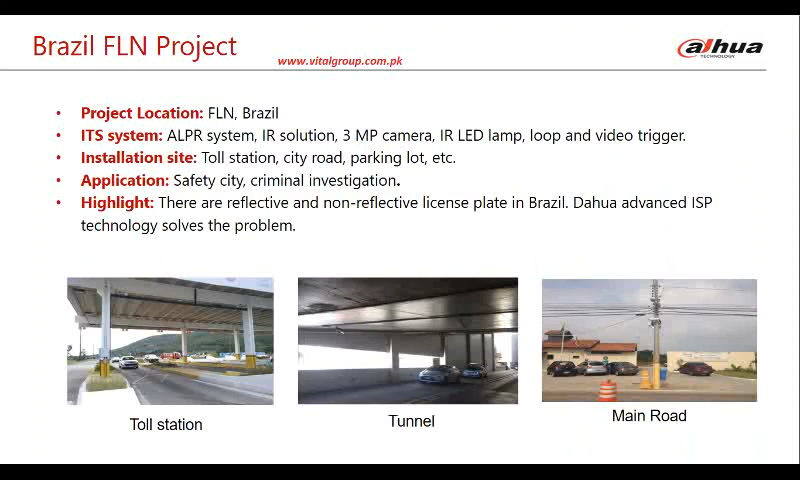 Brazil FLN Project
www.vitalgroup.com.pk
alhua
TECHNOLOGY
• Project Location: FLN, Brazil
• ITS system: ALPR system, IR solution, 3 MP camera, IR LED lamp, loop and video trigger.
• Installation site: Toll station, city road, parking lot, etc.
• Application: Safety city, criminal investigation.
• Highlight: There are reflective and non-reflective license plate in Brazil. Dahua advanced ISP
technology solves the problem.
Toll station
Tunnel
Main Road